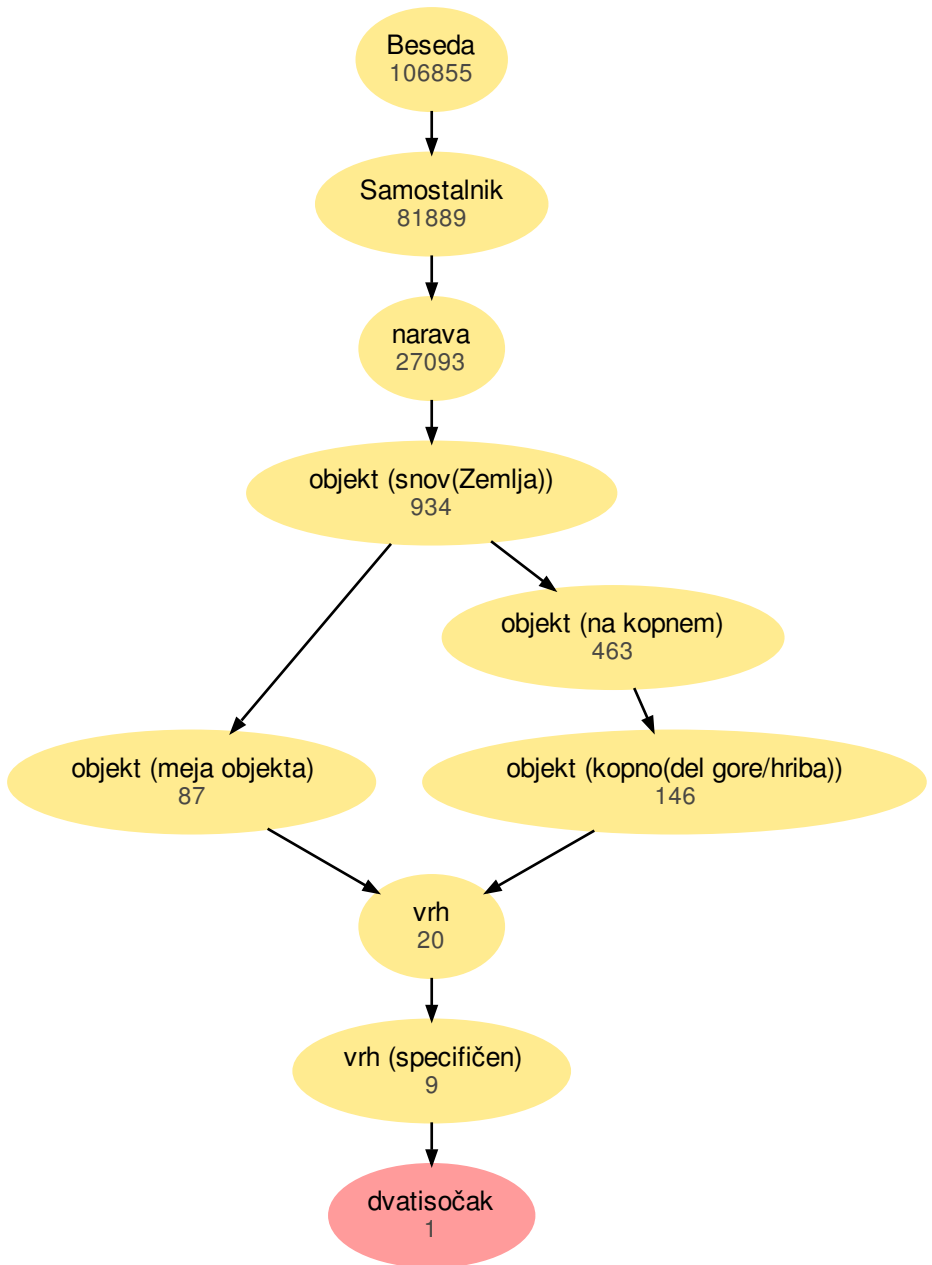 Beseda
106855
Samostalnik
81889
narava
27093
objekt (snov(Zemlja))
934
objekt (na kopnem)
463
objekt (meja objekta)
87
objekt (kopno(del gore/hriba))
146
vrh
20
vrh (specifičen)
9
dvatisočak
1